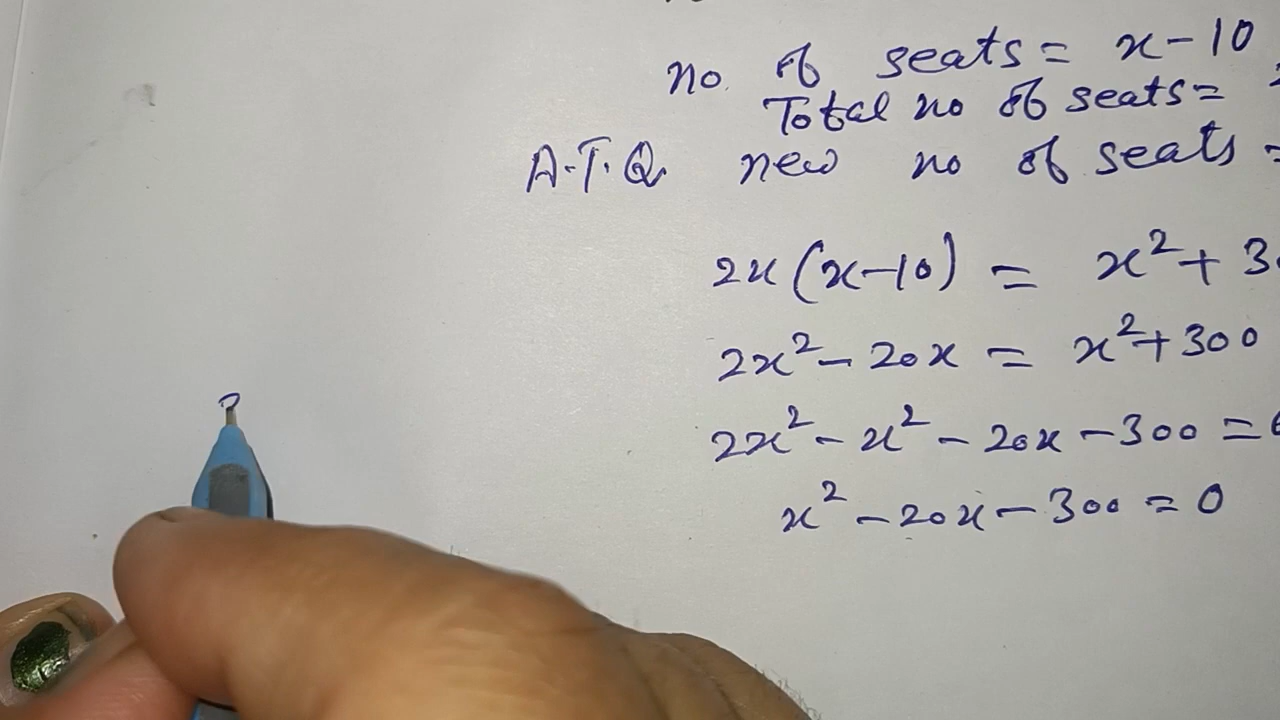 no. of seats = x - 10
Total no of seats =
A.T.Q. new no of seats =
2x(x-10) = x² + 3
2x² - 20x = x² + 300
2x² - x² - 20x - 300 =
x² - 20x - 300 = 0